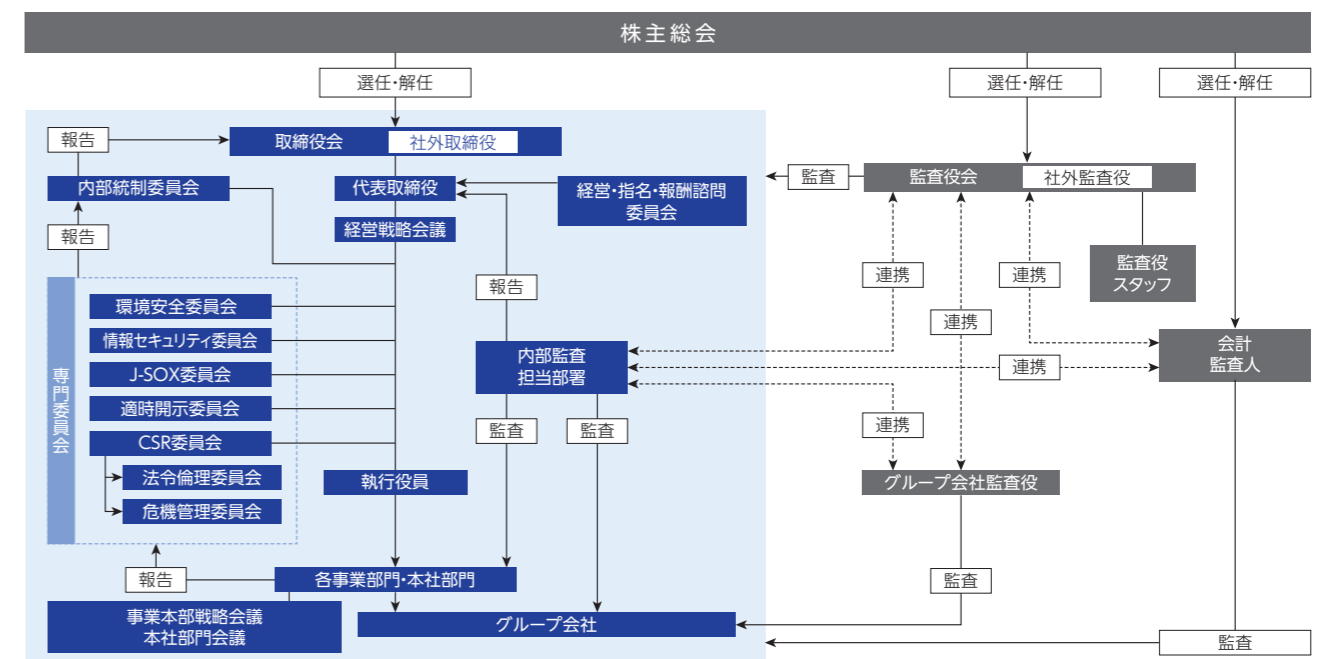 株主総会
選任・解任
選任・解任
選任・解任
報告
取締役会
社外取締役
内部統制委員会
代表取締役
経営・指名・報酬諮問
委員会
監査
監査役会
社外監査役
経営戦略会議
報告
監査役
スタッフ
連携
連携
報告
環境安全委員会
連携
情報セキュリティ委員会
専門委員会
内部監査
担当部署
会計
監査人
J-SOX委員会
連携
適時開示委員会
監査
監査
連携
CSR委員会
法令倫理委員会
執行役員
グループ会社監査役
危機管理委員会
報告
各事業部門・本社部門
監査
事業本部戦略会議
本社部門会議
グループ会社
監査